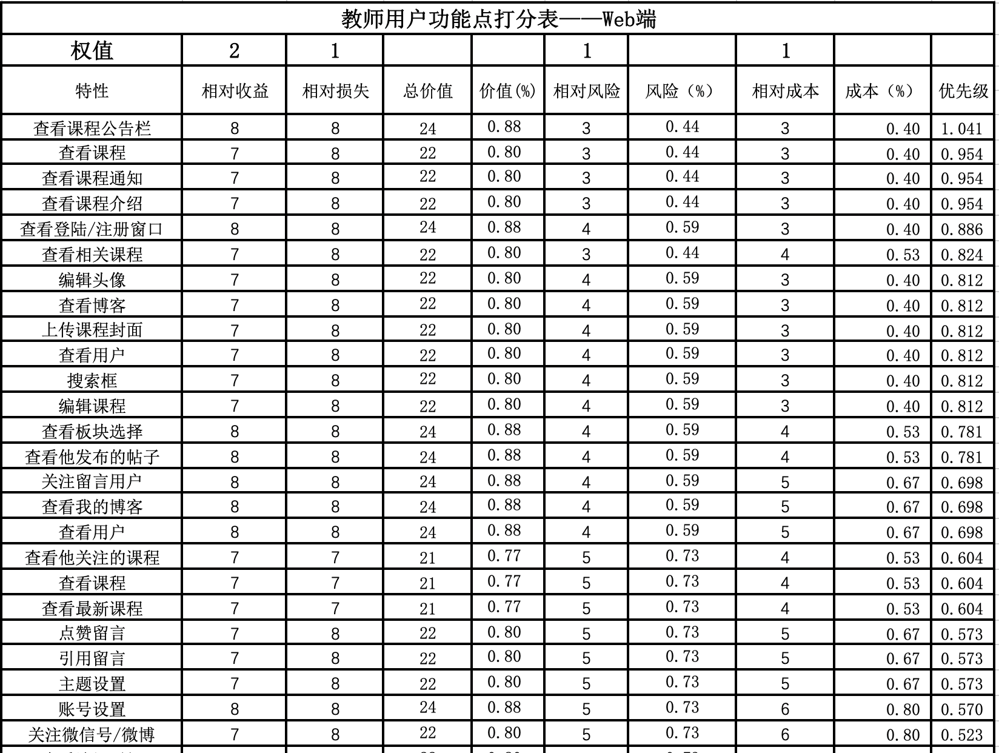 教师用户功能点打分表——Web端
权值 2 1 1 1
特性 相对收益 相对损失 总价值 价值(%) 相对风险 风险（%） 相对成本 成本（%） 优先级
查看课程公告栏 8 8 24 0.88 3 0.44 3 0.40 1.041
查看课程 7 8 22 0.80 3 0.44 3 0.40 0.954
查看课程通知 7 8 22 0.80 3 0.44 3 0.40 0.954
查看课程介绍 7 8 22 0.80 3 0.44 3 0.40 0.954
查看登陆/注册窗口 8 8 24 0.88 4 0.59 3 0.40 0.886
查看相关课程 7 8 22 0.80 3 0.44 4 0.53 0.824
编辑头像 7 8 22 0.80 4 0.59 3 0.40 0.812
查看博客 7 8 22 0.80 4 0.59 3 0.40 0.812
上传课程封面 7 8 22 0.80 4 0.59 3 0.40 0.812
查看用户 7 8 22 0.80 4 0.59 3 0.40 0.812
搜索框 7 8 22 0.80 4 0.59 3 0.40 0.812
编辑课程 7 8 22 0.80 4 0.59 3 0.40 0.812
查看板块选择 8 8 24 0.88 4 0.59 4 0.53 0.781
查看他发布的帖子 8 8 24 0.88 4 0.59 4 0.53 0.781
关注留言用户 8 8 24 0.88 4 0.59 5 0.67 0.698
查看我的博客 8 8 24 0.88 4 0.59 5 0.67 0.698
查看用户 8 8 24 0.88 4 0.59 5 0.67 0.698
查看他关注的课程 7 7 21 0.77 5 0.73 4 0.53 0.604
查看课程 7 7 21 0.77 5 0.73 4 0.53 0.604
查看最新课程 7 7 21 0.77 5 0.73 4 0.53 0.604
点赞留言 7 8 22 0.80 5 0.73 5 0.67 0.573
引用留言 7 8 22 0.80 5 0.73 5 0.67 0.573
主题设置 7 8 22 0.80 5 0.73 5 0.67 0.573
账号设置 8 8 24 0.88 5 0.73 6 0.80 0.570
关注微信号/微博 7 8 22 0.80 5 0.73 6 0.80 0.523